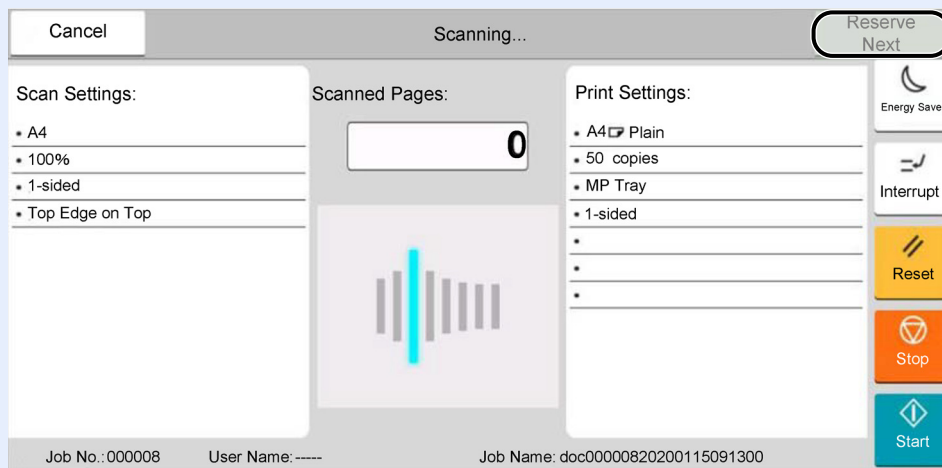 Cancel
Scanning...
Reserve
Next
Scan Settings:
• A4
• 100%
• 1-sided
• Top Edge on Top
Scanned Pages:
0
Print Settings:
• A4 Plain
• 50 copies
• MP Tray
• 1-sided
•
•
•
Energy Save
Interrupt
Reset
Stop
Start
Job No.: 000008 User Name: ----- Job Name: doc00000820200115091300